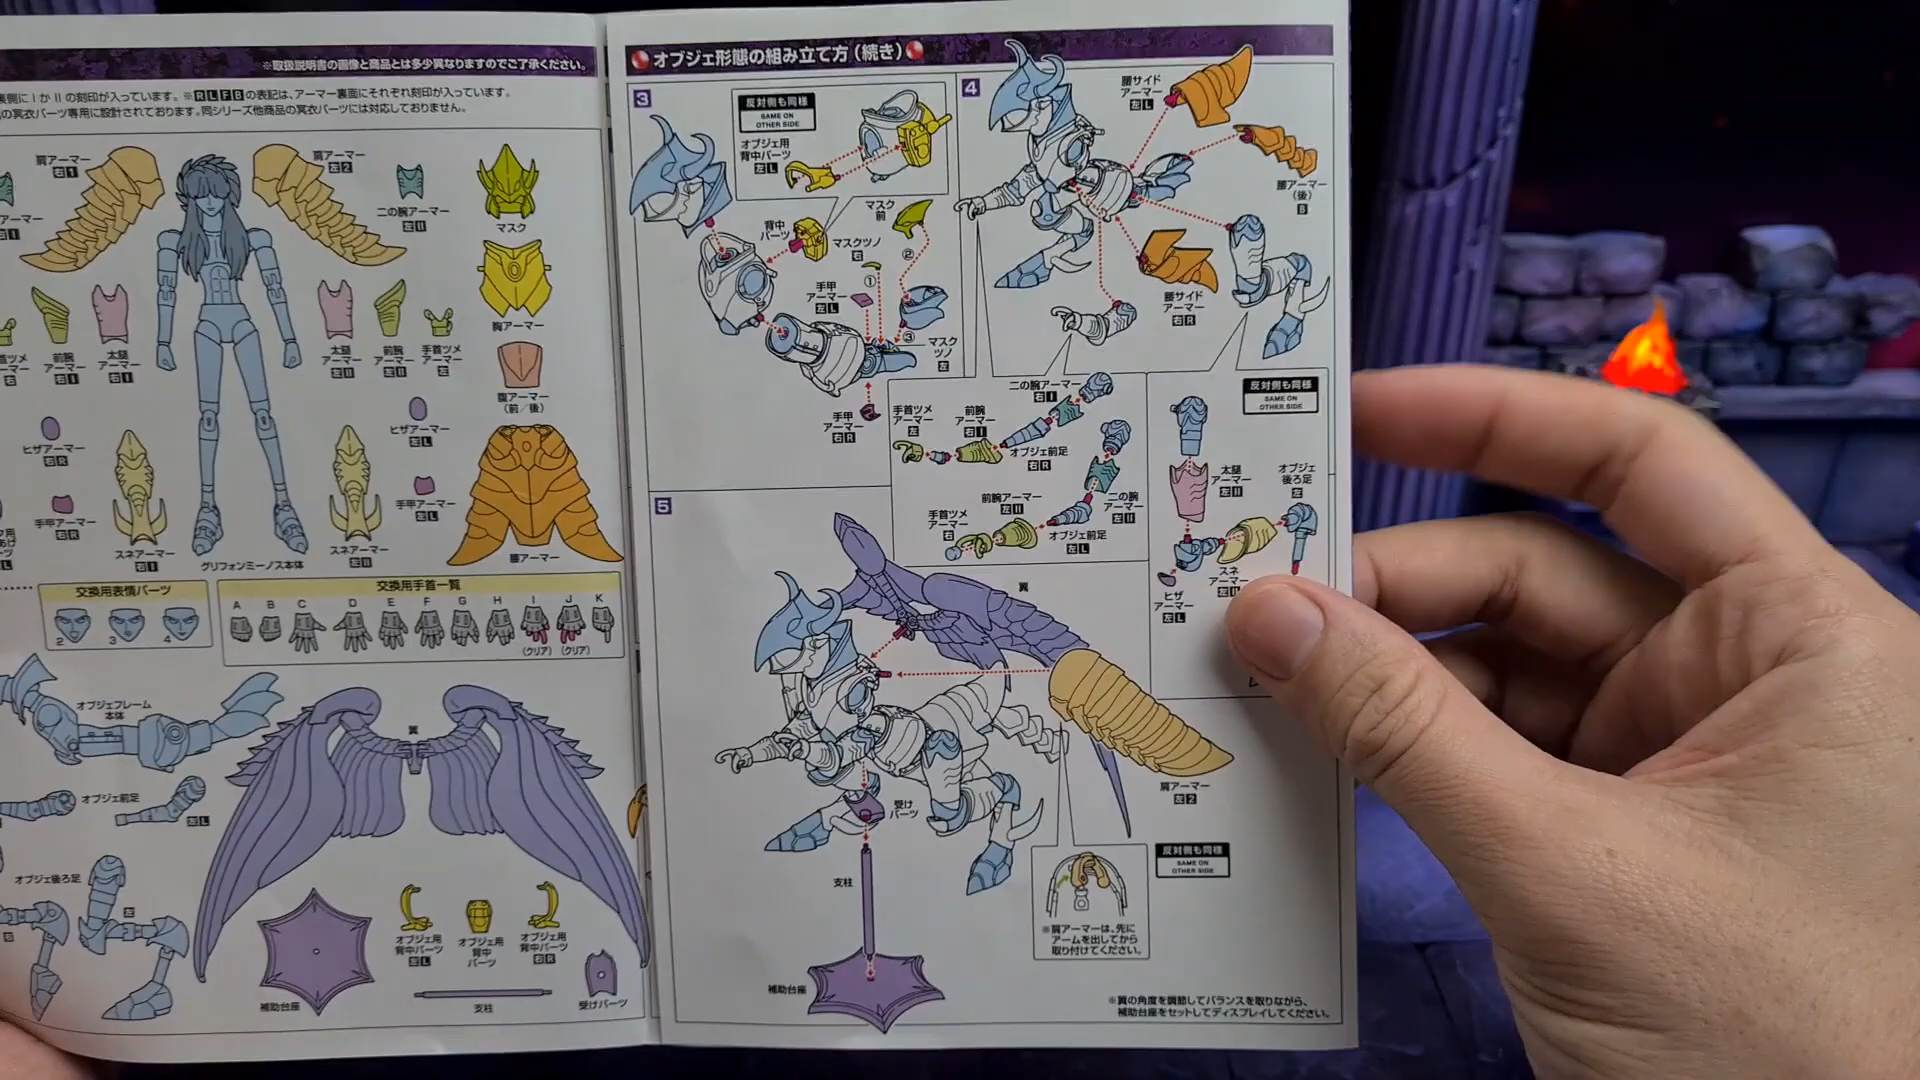 ※取扱説明書の画像と商品とは多少異なりますのでご了承ください。
裏側にIかIIの刻印が入っています。※RLFBの表記は、アーマー裏面にそれぞれ刻印が入っています。
の冥衣パーツ専用に設計されております。同シリーズ他商品の冥衣パーツには対応しておりません。
肩アーマー
右1
肩アーマー
左2
二の腕アーマー
左II
マスク
胸アーマー
前腕
アーマー
右I
太腿
アーマー
右I
太腿
アーマー
左II
前腕
アーマー
左II
手首ツメ
アーマー
左
腹アーマー
(前/後)
ヒザアーマー
右R
ヒザアーマー
左L
手甲アーマー
右R
手甲アーマー
左L
スネアーマー
右I
グリフォンミーノス本体
スネアーマー
左II
腰アーマー
交換用表情パーツ
2 3 4
交換用手首一覧
A B C D E F G H I J K
(クリア) (クリア)
オブジェフレーム
本体
翼
オブジェ前足
左L
オブジェ後ろ足
左
右
補助台座
オブジェ用
背中パーツ
左L
オブジェ用
背中
パーツ
オブジェ用
背中パーツ
右R
支柱
受けパーツ
オブジェ形態の組み立て方(続き)
3
反対側も同様
SAME ON
OTHER SIDE
オブジェ用
背中パーツ
左L
背中
パーツ
マスク
前
マスクツノ
右
①
②
③
手甲
アーマー
左L
マスク
ツノ
左
手甲
アーマー
右R
4
腰サイド
アーマー
左L
腰アーマー
(後)
B
腰サイド
アーマー
右R
二の腕アーマー
右I
手首ツメ
アーマー
左
前腕
アーマー
右I
オブジェ前足
右R
前腕アーマー
左II
手首ツメ
アーマー
右
二の腕
アーマー
左II
オブジェ前足
左L
反対側も同様
SAME ON
OTHER SIDE
太腿
アーマー
左II
オブジェ
後ろ足
左
スネ
アーマー
ヒザ
アーマー
左L
5
翼
肩アーマー
左2
受け
パーツ
支柱
補助台座
反対側も同様
SAME ON
OTHER SIDE
※肩アーマーは、先に
アームを出してから
取り付けてください。
※翼の角度を調節してバランスを取りながら、
補助台座をセットしてディスプレイしてください。